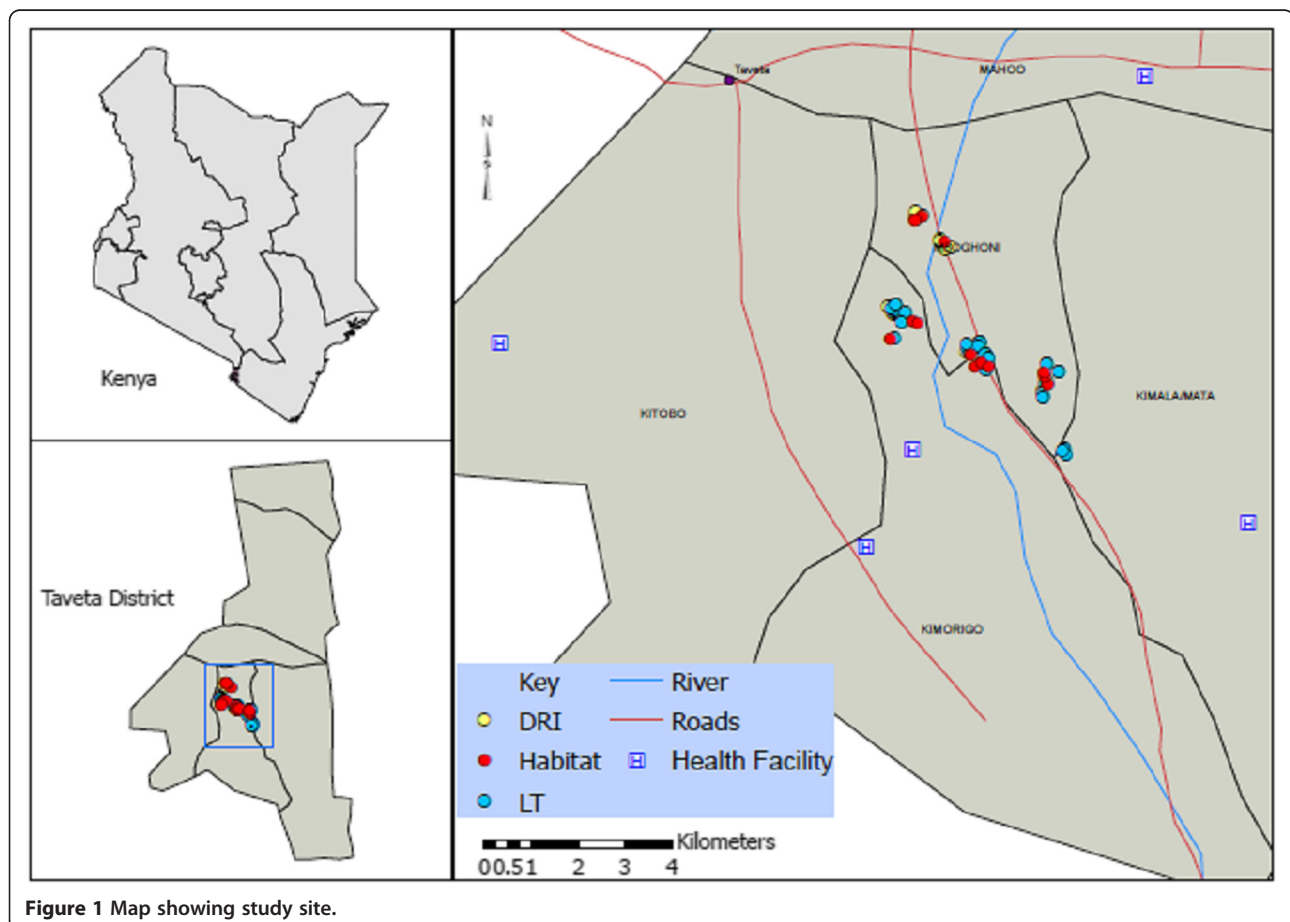 Kenya
Taveta District
Taveta
MAHOO
H
N
H
KITOBO
KIMALA/MATA
H
H
H
KIMORIGO
Key
River
DRI
Roads
Habitat
H Health Facility
LT
Kilometers
00.51 2 3 4
Figure 1 Map showing study site.